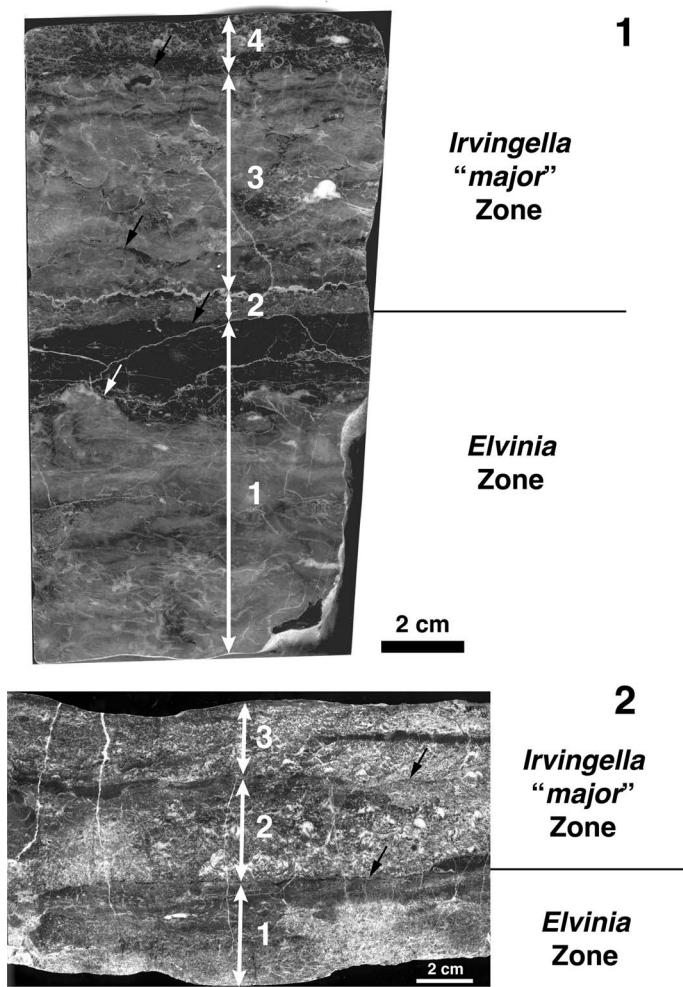 1
4
Irvingella
“major”
Zone
3
2
Elvinia
Zone
1
2 cm
2
Irvingella
“major”
Zone
3
2
1
Elvinia
Zone
2 cm